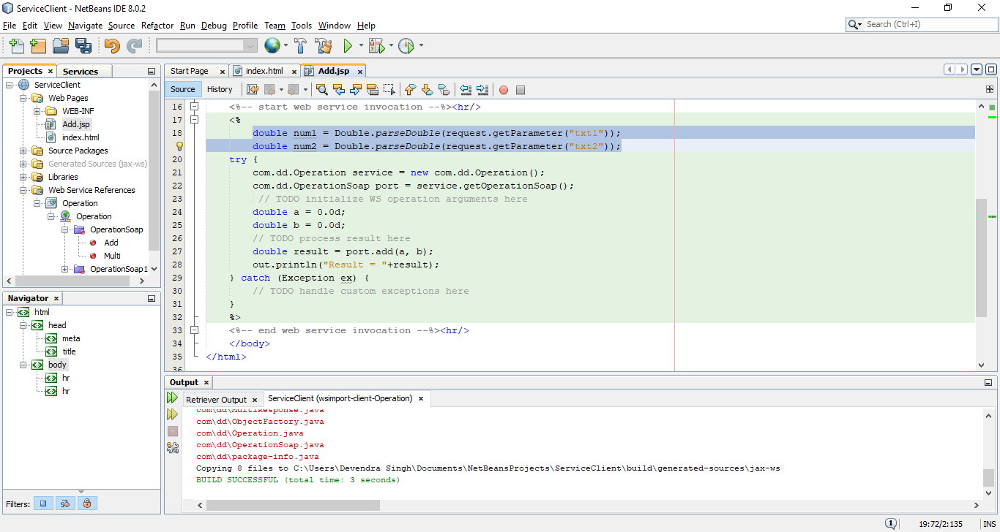 ServiceClient - NetBeans IDE 8.0.2
File Edit View Navigate Source Refactor Run Debug Profile Team Tools Window Help
Search (Ctrl+I)
Projects × Services
ServiceClient
Web Pages
WEB-INF
Add.jsp
index.html
Source Packages
Generated Sources (jax-ws)
Libraries
Web Service References
Operation
Operation
OperationSoap
Add
Multi
OperationSoap1
Navigator ×
html
head
meta
title
body
hr
hr
Filters:
Start Page × index.html × Add.jsp ×
Source History
16 <%-- start web service invocation --%><hr/>
17 <%
18 double num1 = Double.parseDouble(request.getParameter("txt1"));
double num2 = Double.parseDouble(request.getParameter("txt2"));
20 try {
21 com.dd.Operation service = new com.dd.Operation();
22 com.dd.OperationSoap port = service.getOperationSoap();
23 // TODO initialize WS operation arguments here
24 double a = 0.0d;
25 double b = 0.0d;
26 // TODO process result here
27 double result = port.add(a, b);
28 out.println("Result = "+result);
29 } catch (Exception ex) {
30 // TODO handle custom exceptions here
31 }
32 %>
33 <%-- end web service invocation --%><hr/>
34 </body>
35 </html>
36
Output ×
Retriever Output × ServiceClient (wsimport-client-Operation) ×
com\dd\MultiResponse.java
com\dd\ObjectFactory.java
com\dd\Operation.java
com\dd\OperationSoap.java
com\dd\package-info.java
Copying 8 files to C:\Users\Devendra Singh\Documents\NetBeansProjects\ServiceClient\build\generated-sources\jax-ws
BUILD SUCCESSFUL (total time: 3 seconds)
1 19:72/2:135 INS